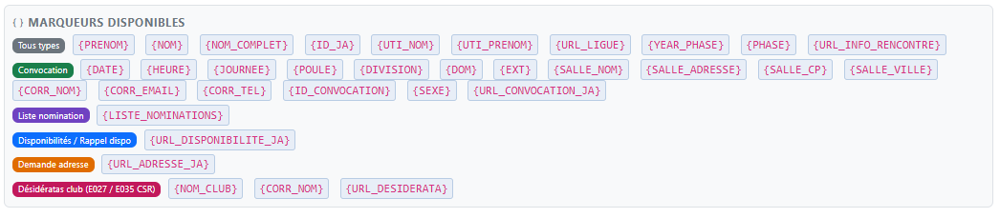 { } MARQUEURS DISPONIBLES
Tous types {PRENOM} {NOM} {NOM_COMPLET} {ID_JA} {UTI_NOM} {UTI_PRENOM} {URL_LIGUE} {YEAR_PHASE} {PHASE} {URL_INFO_RENCONTRE}
Convocation {DATE} {HEURE} {JOURNEE} {POULE} {DIVISION} {DOM} {EXT} {SALLE_NOM} {SALLE_ADRESSE} {SALLE_CP} {SALLE_VILLE}
{CORR_NOM} {CORR_EMAIL} {CORR_TEL} {ID_CONVOCATION} {SEXE} {URL_CONVOCATION_JA}
Liste nomination {LISTE_NOMINATIONS}
Disponibilités / Rappel dispo {URL_DISPONIBILITE_JA}
Demande adresse {URL_ADRESSE_JA}
Désidératas club (E027 / E035 CSR) {NOM_CLUB} {CORR_NOM} {URL_DESIDERATA}